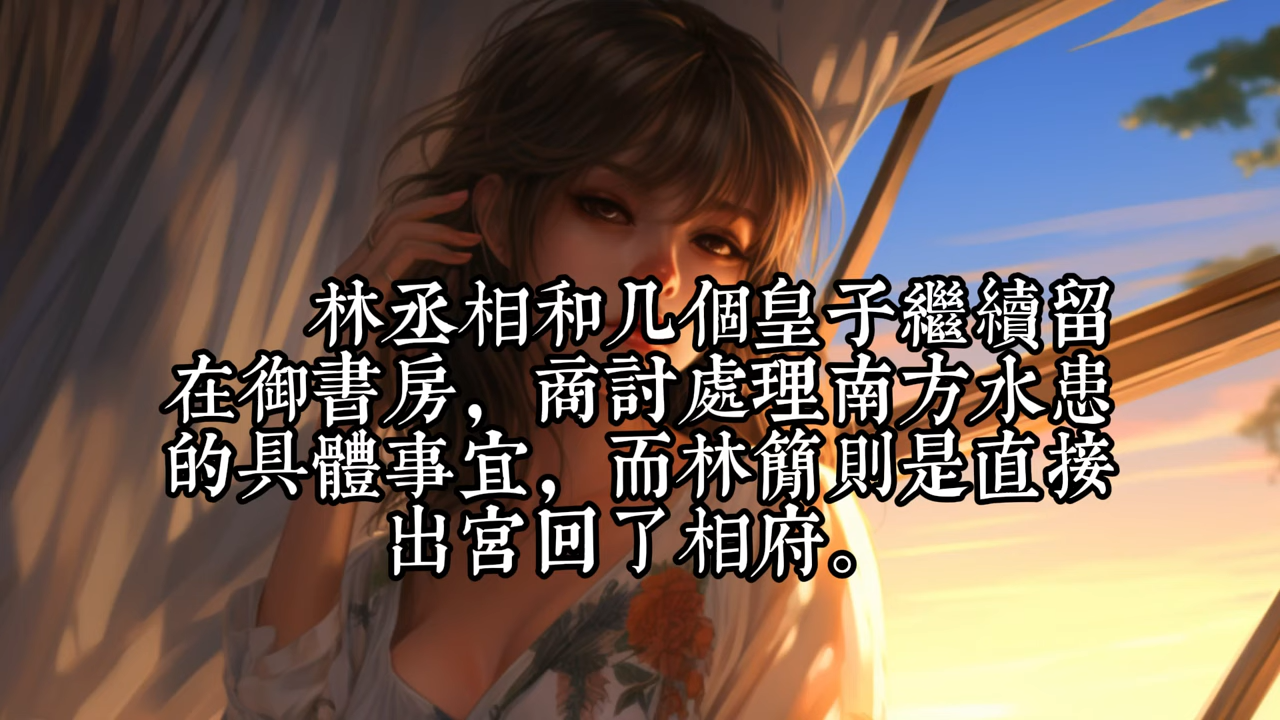 林丞相和几個皇子繼續留
在御書房，商討處理南方水患
的具體事宜，而林簡則是直接
出宮回了相府。